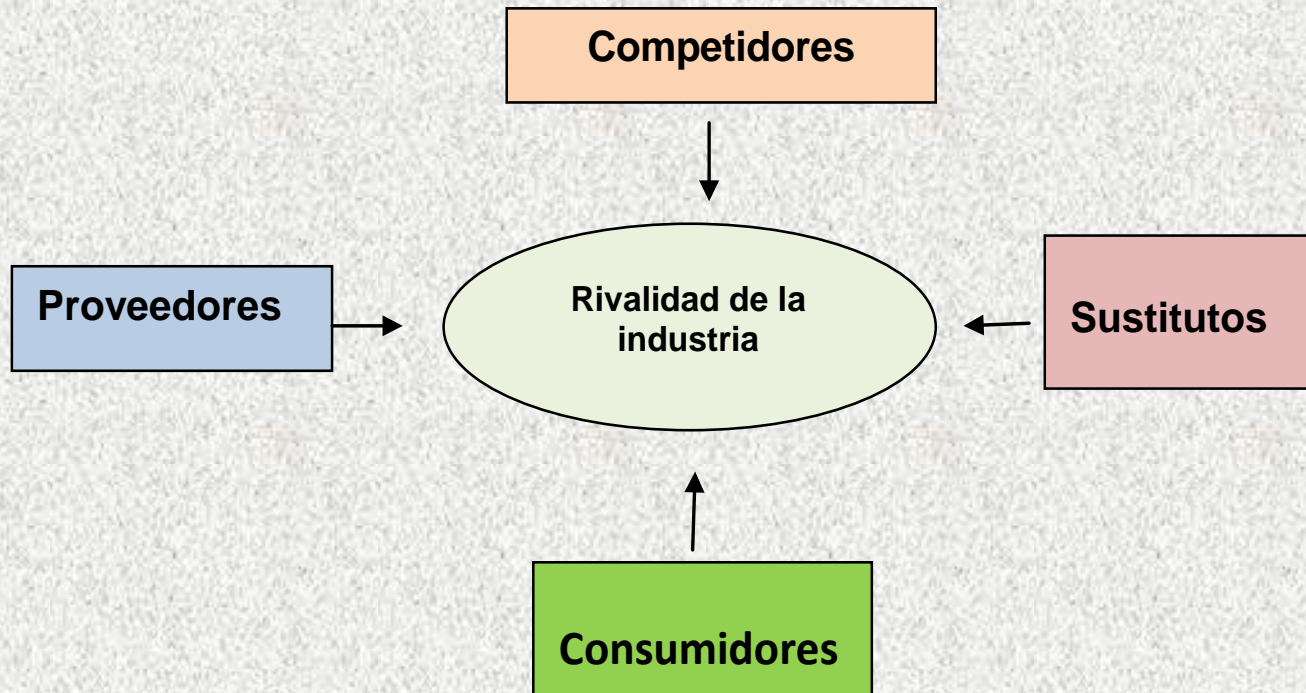 Competidores
Proveedores
Rivalidad de la
industria
Sustitutos
Consumidores